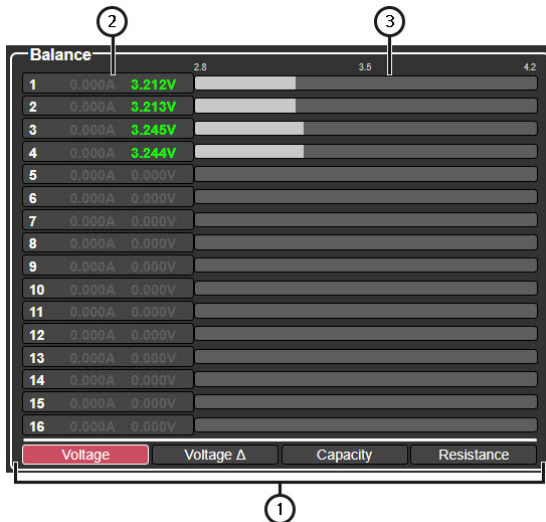 2 3
Balance
2.8 3.5 4.2
1 0.000A 3.212V
2 0.000A 3.213V
3 0.000A 3.245V
4 0.000A 3.244V
5 0.000A 0.000V
6 0.000A 0.000V
7 0.000A 0.000V
8 0.000A 0.000V
9 0.000A 0.000V
10 0.000A 0.000V
11 0.000A 0.000V
12 0.000A 0.000V
13 0.000A 0.000V
14 0.000A 0.000V
15 0.000A 0.000V
16 0.000A 0.000V
Voltage Voltage Δ Capacity Resistance
1